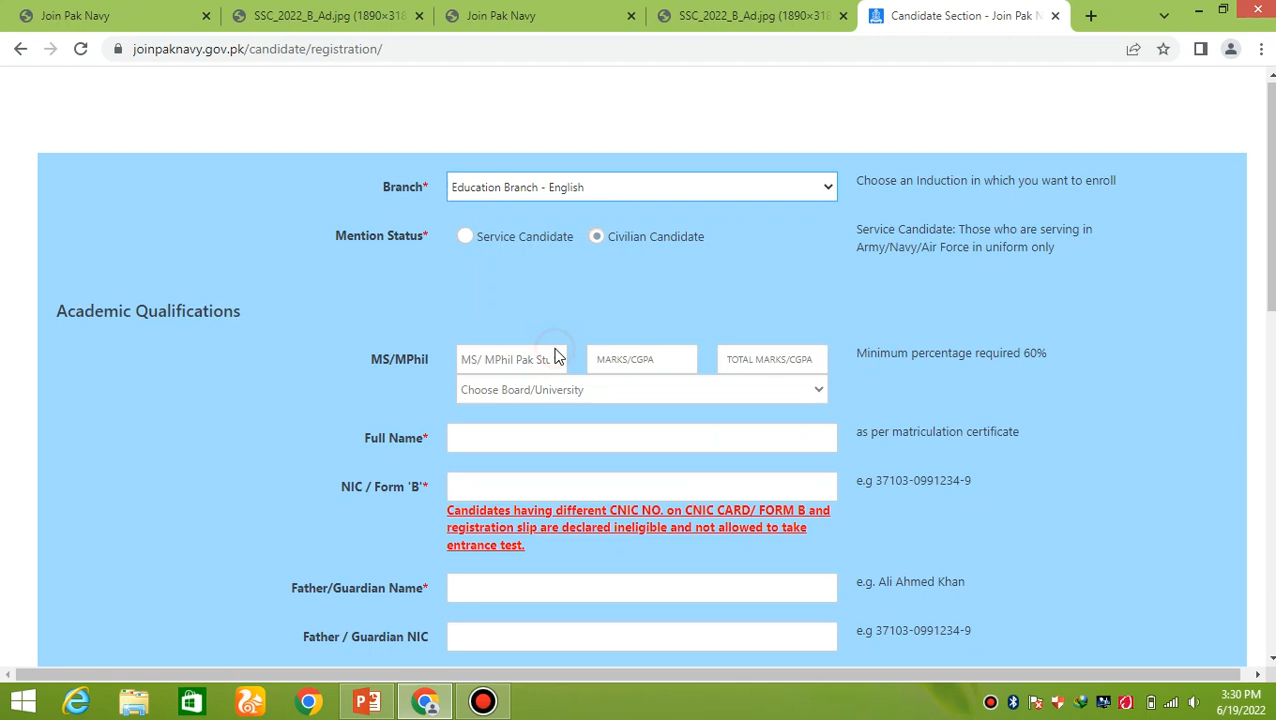 Join Pak Navy
SSC_2022_B_Ad.jpg (1890×318
Join Pak Navy
SSC_2022_B_Ad.jpg (1890×318
Candidate Section - Join Pak N
joinpaknavy.gov.pk/candidate/registration/
Branch*
Education Branch - English
Choose an Induction in which you want to enroll
Mention Status*
Service Candidate
Civilian Candidate
Service Candidate: Those who are serving in
Army/Navy/Air Force in uniform only
Academic Qualifications
MS/MPhil
MS/ MPhil Pak Stu
MARKS/CGPA
TOTAL MARKS/CGPA
Minimum percentage required 60%
Choose Board/University
Full Name*
as per matriculation certificate
NIC / Form 'B'*
e.g 37103-0991234-9
Candidates having different CNIC NO. on CNIC CARD/ FORM B and
registration slip are declared ineligible and not allowed to take
entrance test.
Father/Guardian Name*
e.g. Ali Ahmed Khan
Father / Guardian NIC
e.g 37103-0991234-9
3:30 PM
6/19/2022